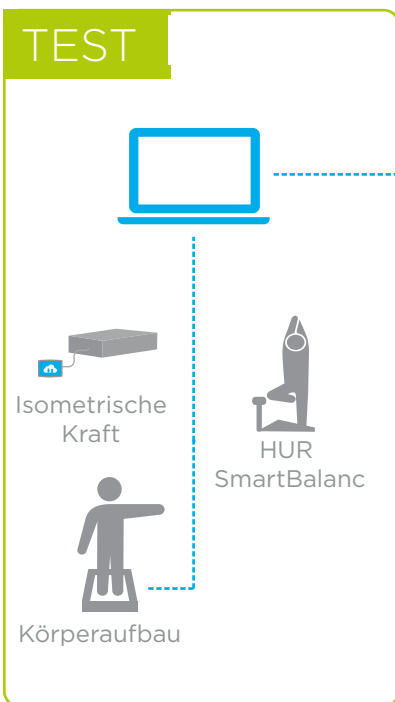 TEST
Isometrische
Kraft
HUR
SmartBalanc
Körperaufbau